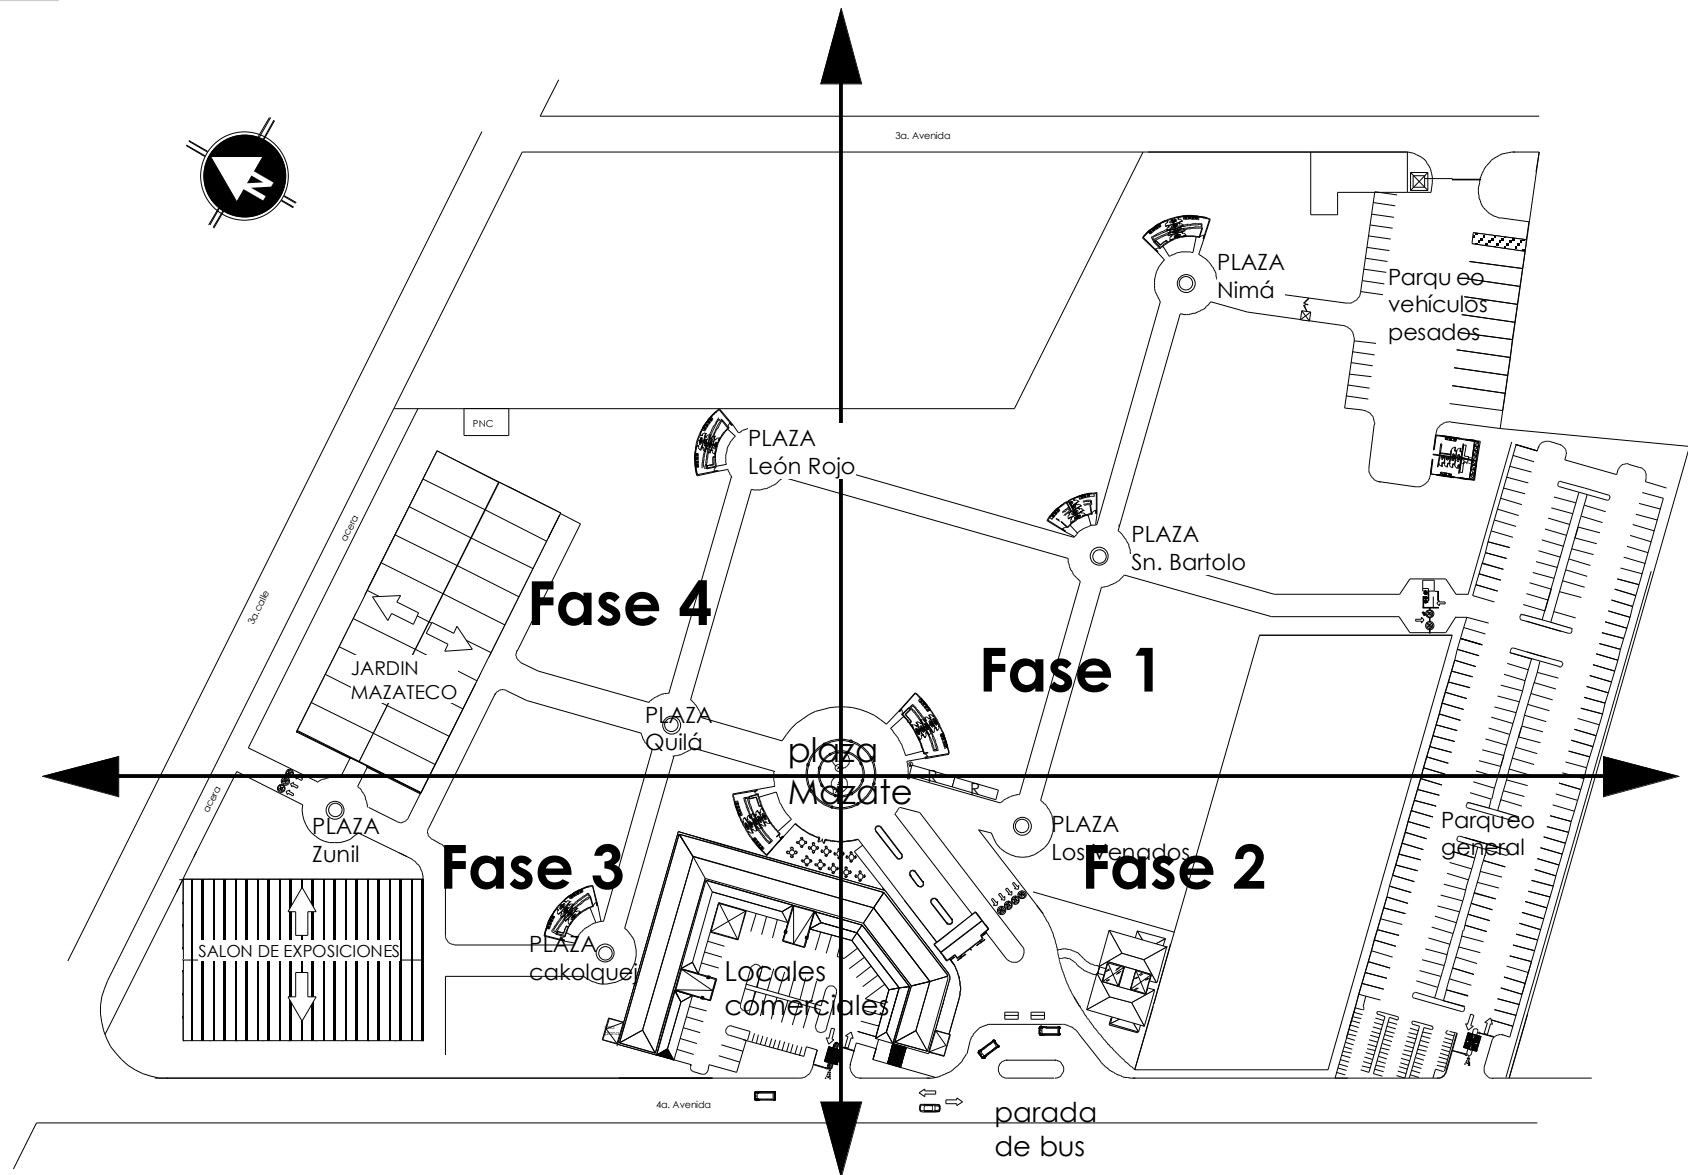 3a. Avenida
N
PLAZA
Nimá
Parqueo
vehículos
pesados
PNC
PLAZA
León Rojo
acera
PLAZA
Sn. Bartolo
3a. calle
Fase 4
Fase 1
JARDIN
MAZATECO
PLAZA
Quilá
plaza
Mazate
R
R
acera
PLAZA
Zunil
PLAZA
Los Venados
Parqueo
general
Fase 3
Fase 2
SALON DE EXPOSICIONES
PLAZA
cakolquej
Locales
comerciales
4a. Avenida
parada
de bus